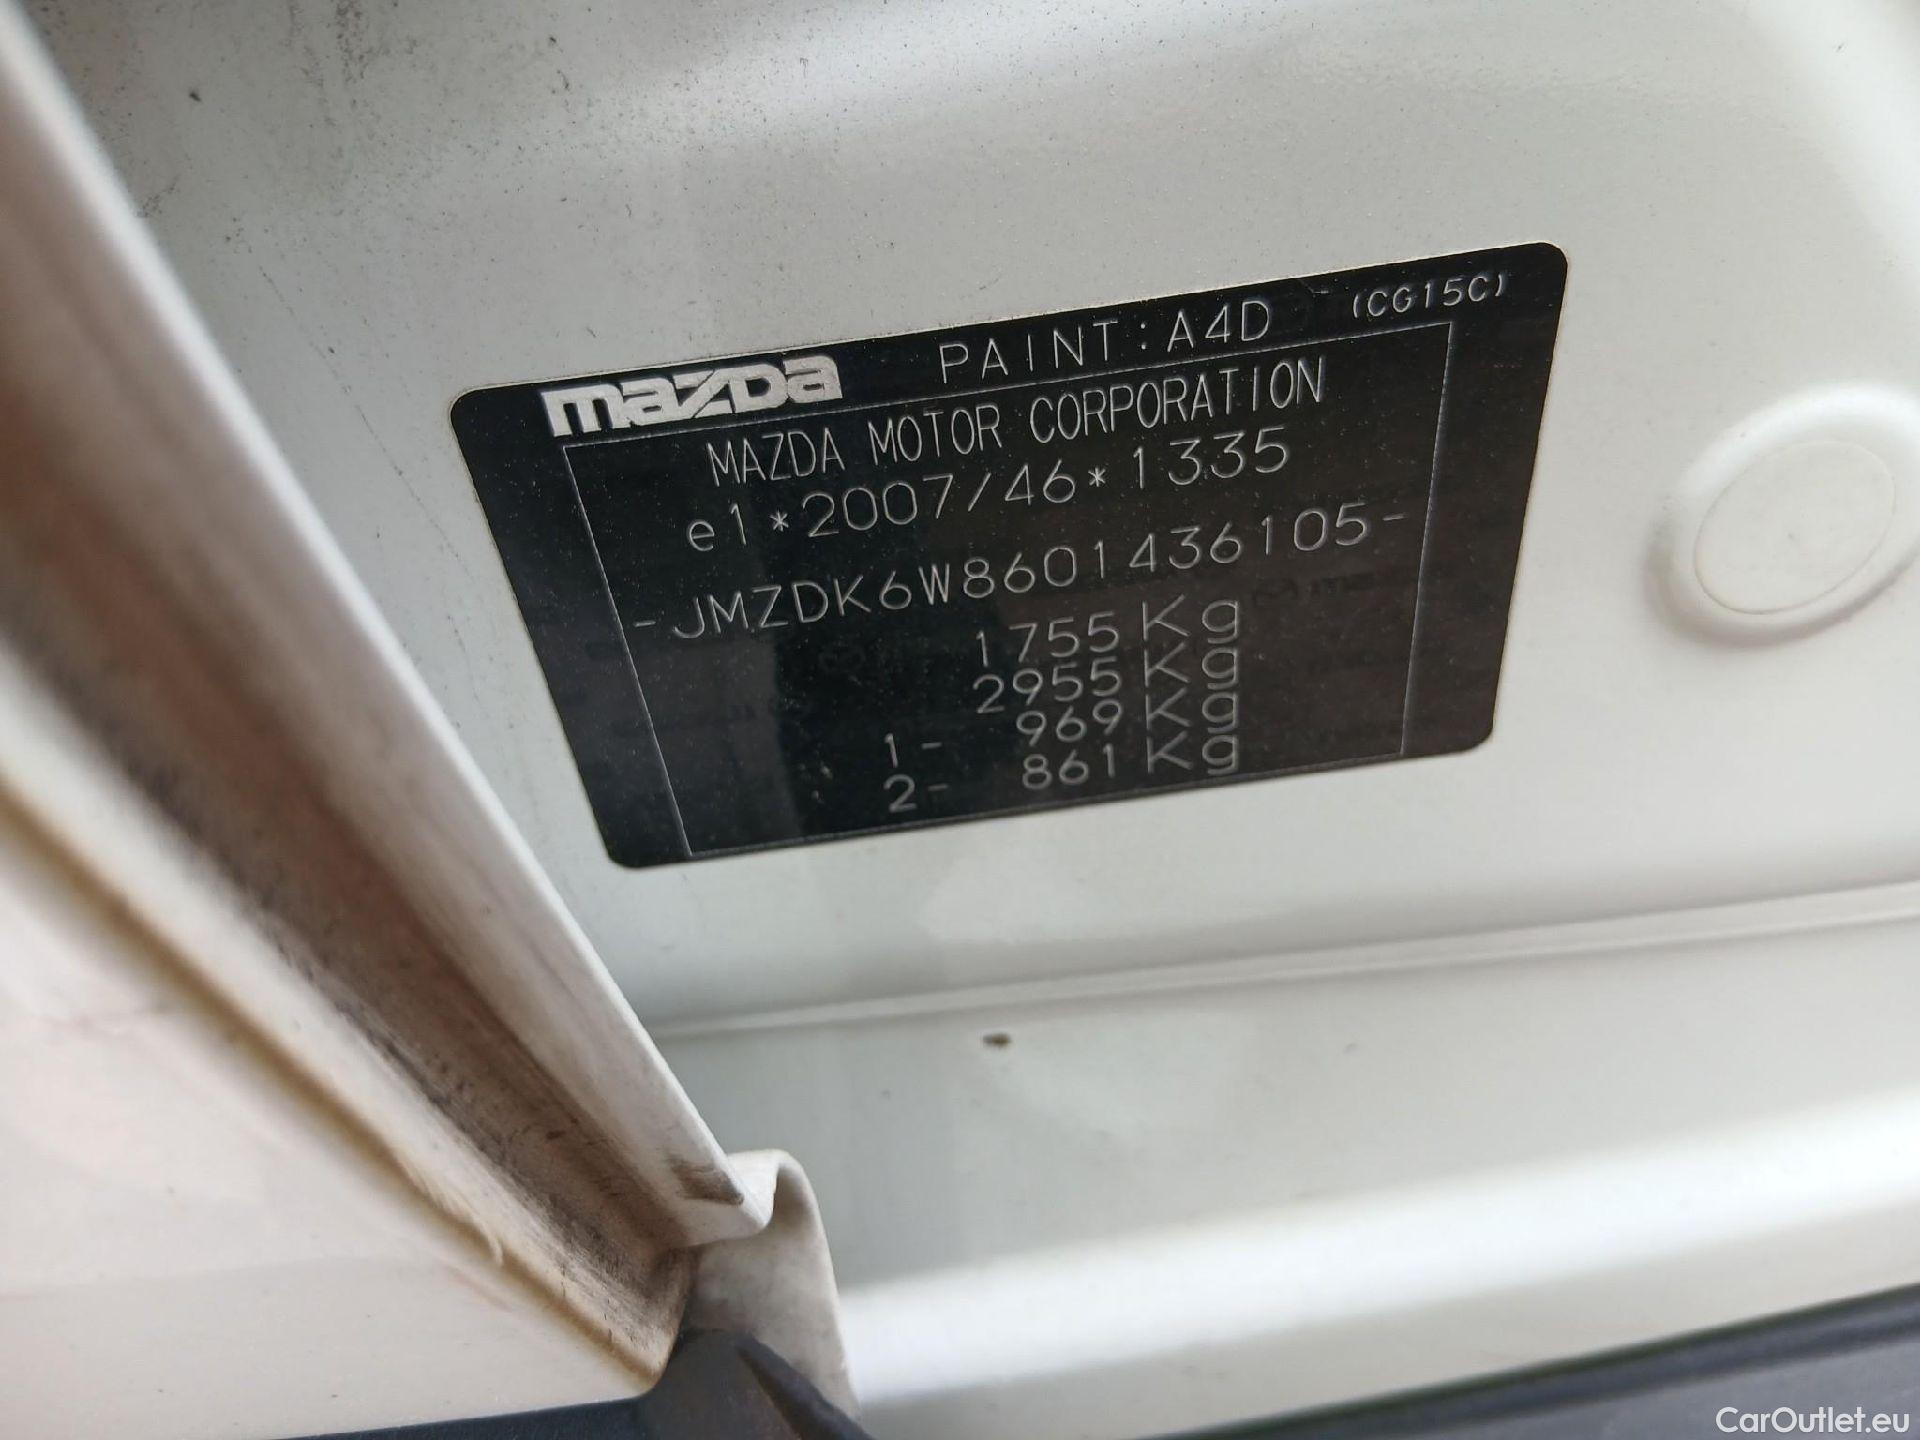 mazda PAINT:A4D (CG15C)
MAZDA MOTOR CORPORATION
e1*2007/46*1335
-JMZDK6W8601436105-
1755Kg
2955Kg
1- 969Kg
2- 861Kg
CarOutlet.eu